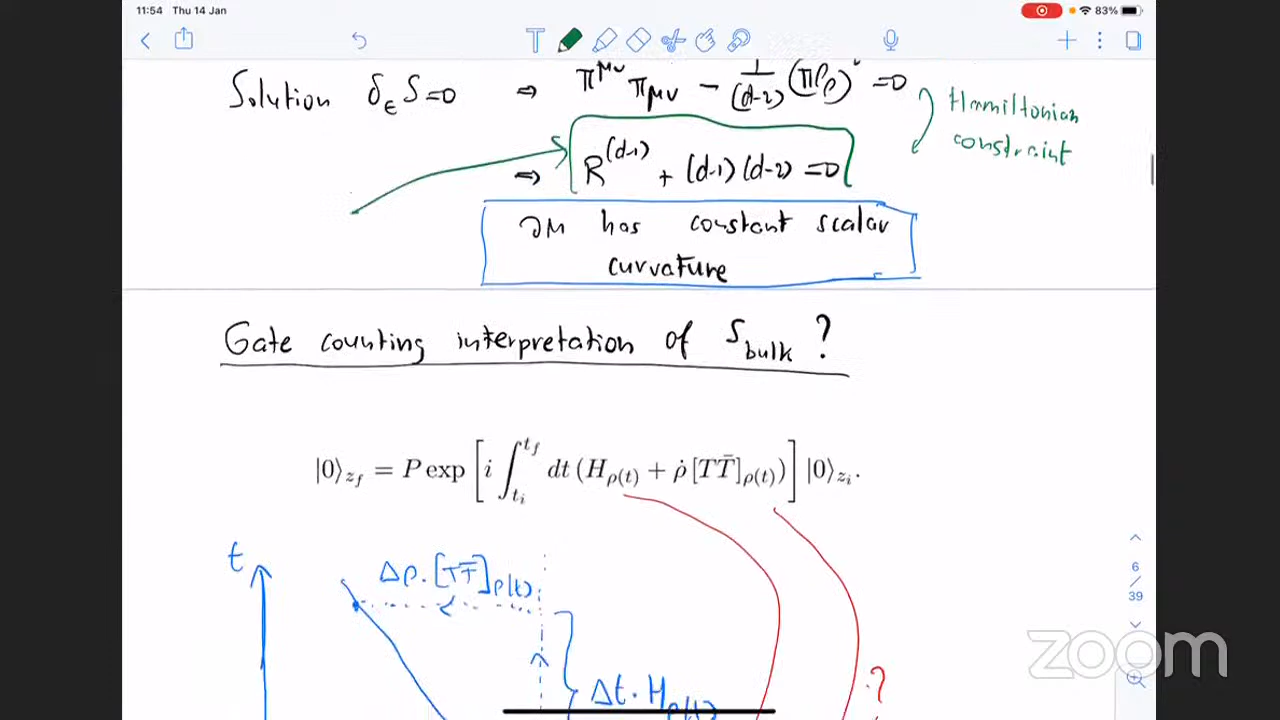 11:54 Thu 14 Jan
83%
Solution δ_ϵ S=0 ⇒ π^{μν} π_{μν} − 1/(d-2) (π^ρ_ρ)² =0
Hamiltonian
constraint
⇒ R^{(d-1)} + (d-1)(d-2) =0
∂M has constant scalar
curvature
Gate counting interpretation of S_bulk ?
|0⟩_{z_f} = P exp [ i ∫_{t_i}^{t_f} dt (H_{ρ(t)} + ρ̇ [TT̄]_{ρ(t)}) ] |0⟩_{z_i}.
t
Δρ. [TT̄]_{ρ(t)}
Δt · H_{ρ(t)}
?
6
/
39
zoom